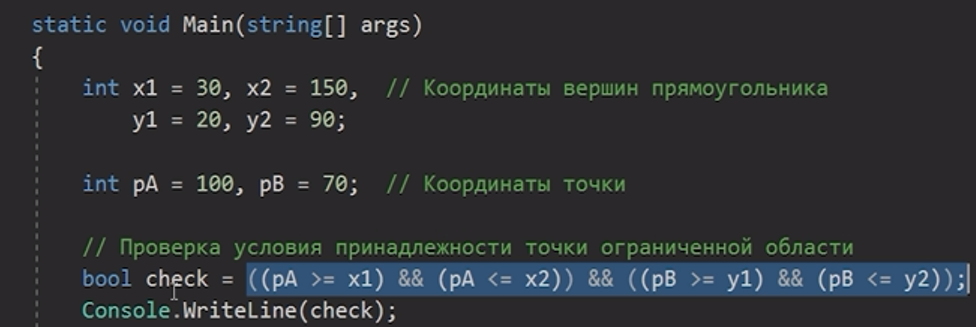 static void Main(string[] args)
{
int x1 = 30, x2 = 150, // Координаты вершин прямоугольника
y1 = 20, y2 = 90;
int pA = 100, pB = 70; // Координаты точки
// Проверка условия принадлежности точки ограниченной области
bool check = ((pA >= x1) && (pA <= x2)) && ((pB >= y1) && (pB <= y2));
Console.WriteLine(check);